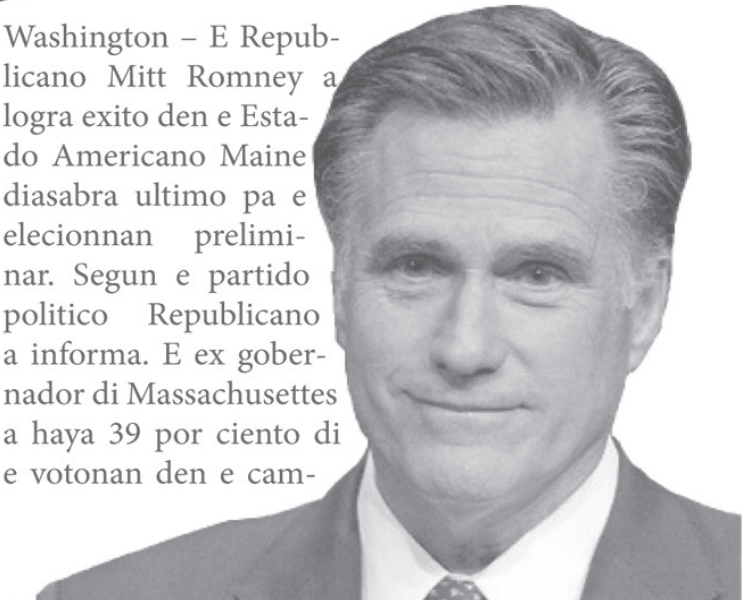 Washington – E Repub-
licano Mitt Romney a
logra exito den e Esta-
do Americano Maine
diasabra ultimo pa e
elecionnan prelimi-
nar. Segun e partido
politico Republicano
a informa. E ex gober-
nador di Massachusettes
a haya 39 por ciento di
e votonan den e cam-